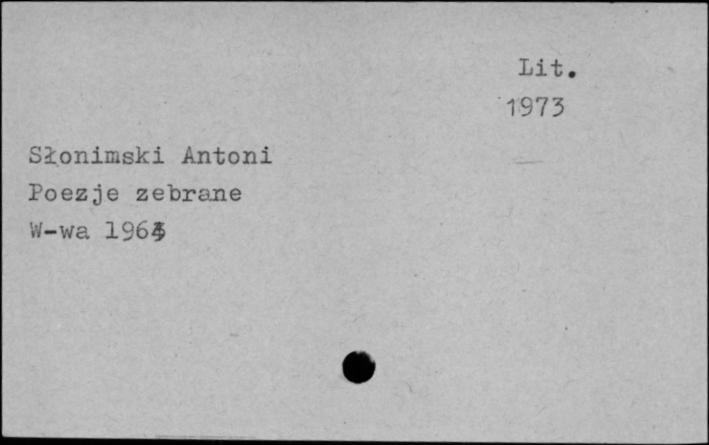 Lit.
1973
Słonimski Antoni
Poezje zebrane
W-wa